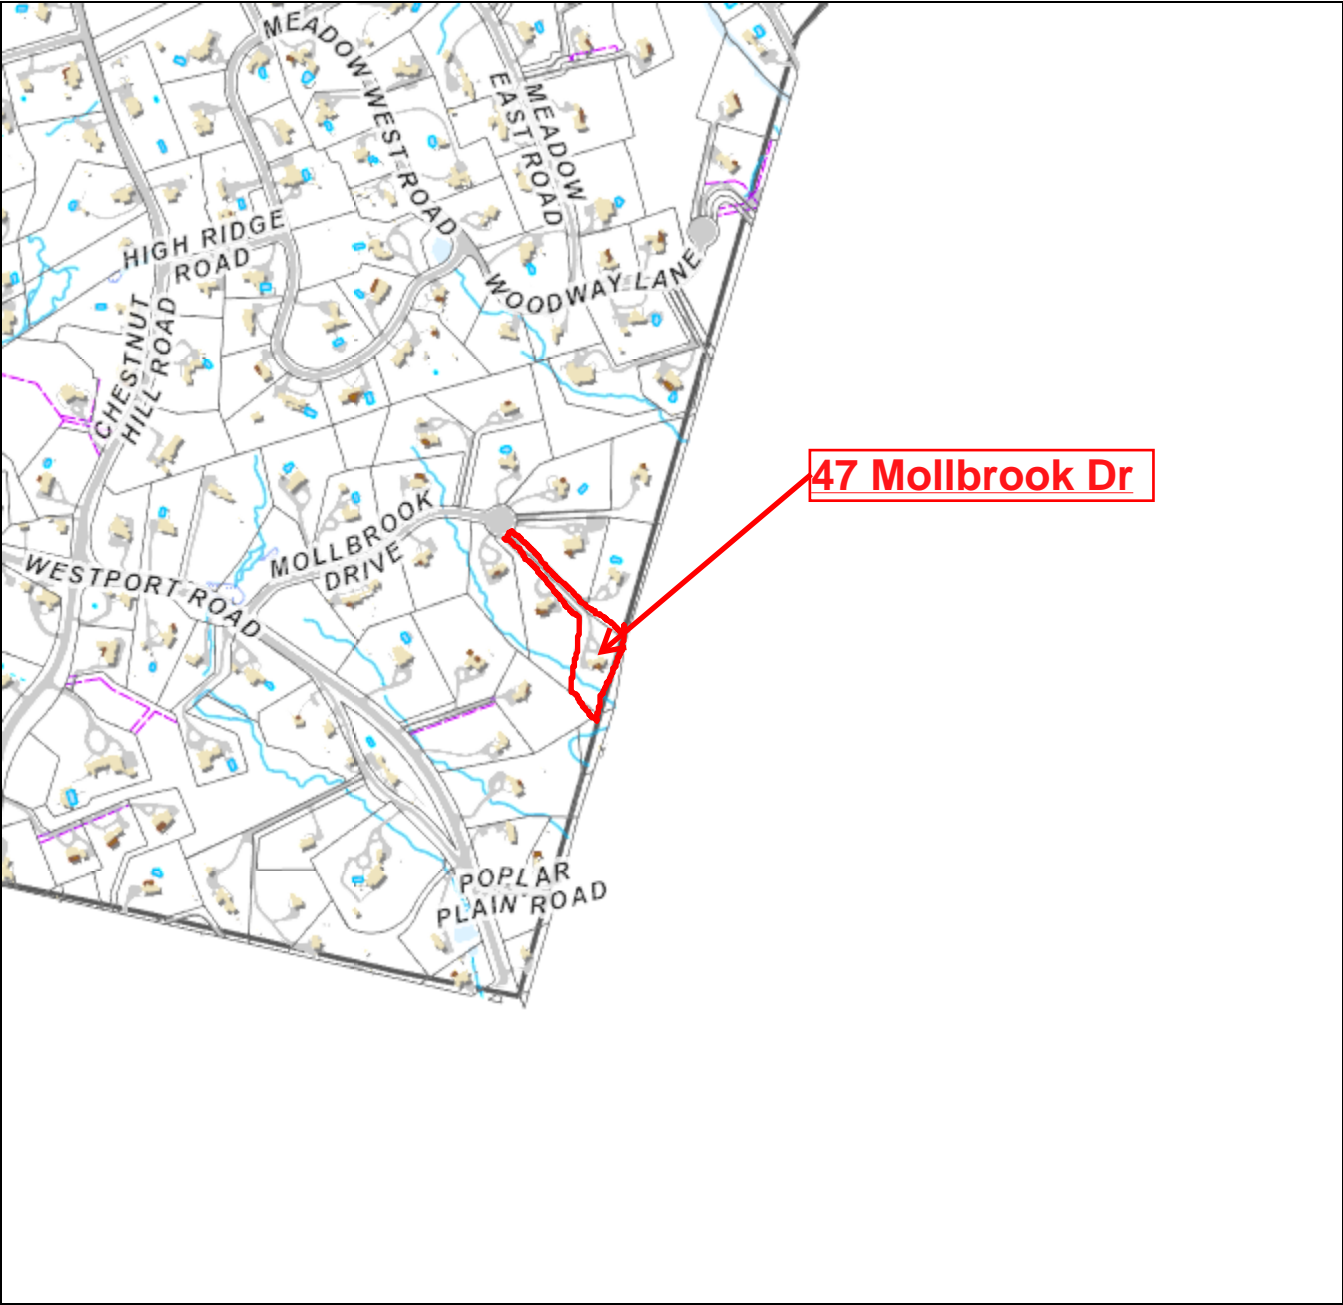 MEADOW WEST ROAD
MEADOW
EAST ROAD
HIGH RIDGE
ROAD
WOODWAY LANE
CHESTNUT
HILL ROAD
47 Mollbrook Dr
MOLLBROOK
DRIVE
WESTPORT ROAD
POPLAR
PLAIN ROAD